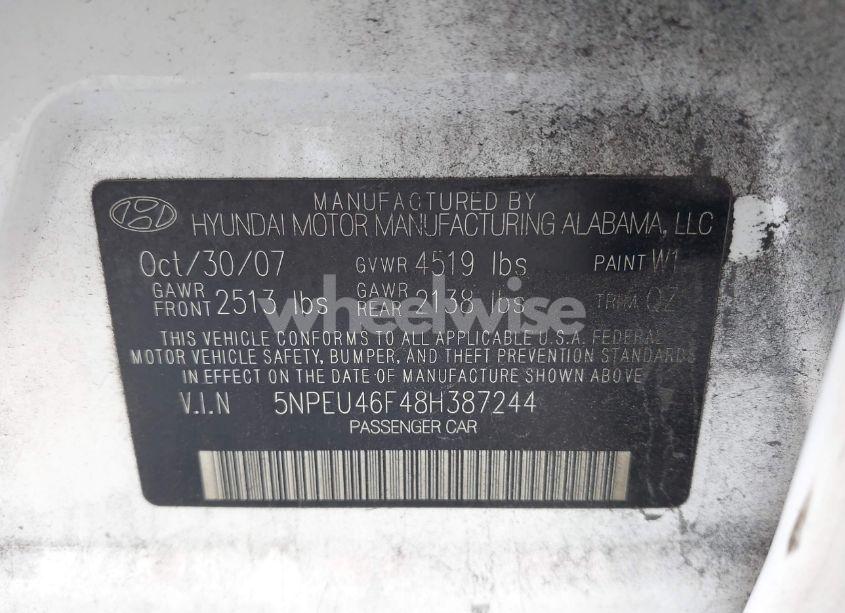 MANUFACTURED BY
HYUNDAI MOTOR MANUFACTURING ALABAMA, LLC
Oct/30/07 GVWR 4519 lbs PAINT W1
GAWR FRONT 2513 lbs GAWR REAR 2138 lbs TRIM QZ
wheelwise
THIS VEHICLE CONFORMS TO ALL APPLICABLE U.S.A. FEDERAL
MOTOR VEHICLE SAFETY, BUMPER, AND THEFT PREVENTION STANDARDS
IN EFFECT ON THE DATE OF MANUFACTURE SHOWN ABOVE.
V.I.N 5NPEU46F48H387244
PASSENGER CAR